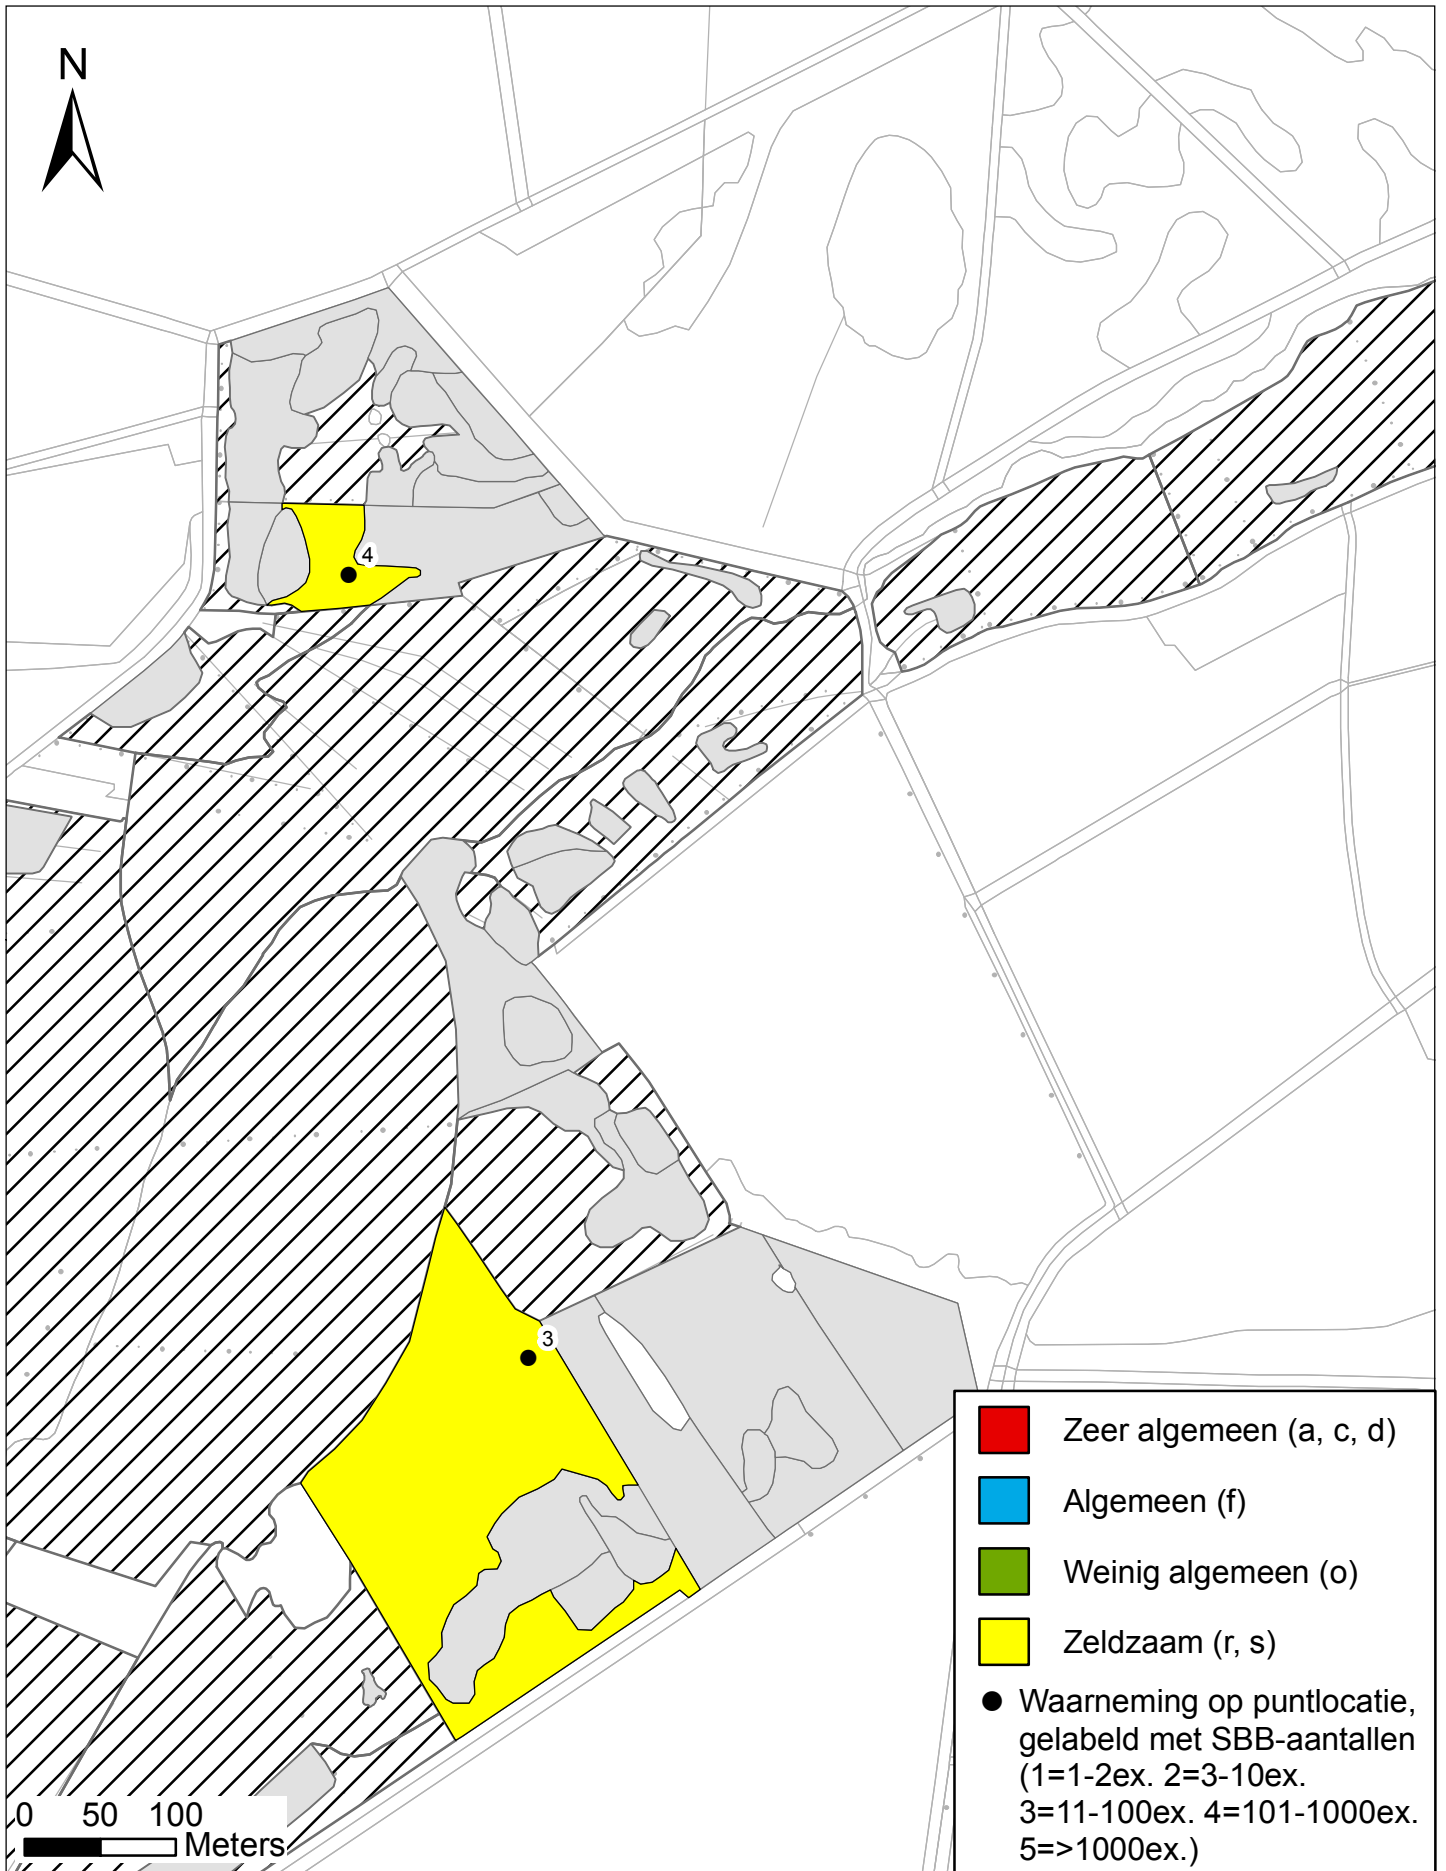 N
4
3
Zeer algemeen (a, c, d)
Algemeen (f)
Weinig algemeen (o)
Zeldzaam (r, s)
Waarneming op puntlocatie,
gelabeld met SBB-aantallen
(1=1-2ex. 2=3-10ex.
3=11-100ex. 4=101-1000ex.
5=>1000ex.)
0 50 100
Meters